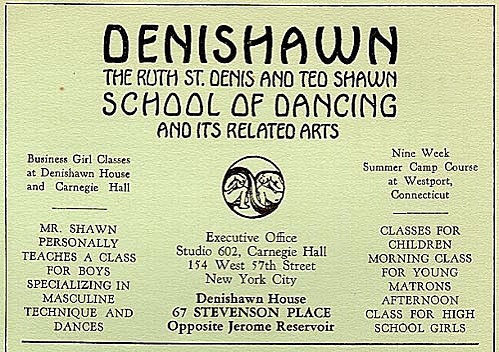 DENISHAWN
THE RUTH ST. DENIS AND TED SHAWN
SCHOOL OF DANCING
AND ITS RELATED ARTS
Business Girl Classes
at Denishawn House
and Carnegie Hall
MR. SHAWN
PERSONALLY
TEACHES A CLASS
FOR BOYS
SPECIALIZING IN
MASCULINE
TECHNIQUE AND
DANCES
Executive Office
Studio 602, Carnegie Hall
154 West 57th Street
New York City
Denishawn House
67 STEVENSON PLACE
Opposite Jerome Reservoir
Nine Week
Summer Camp Course
at Westport,
Connecticut
CLASSES FOR
CHILDREN
MORNING CLASS
FOR YOUNG
MATRONS
AFTERNOON
CLASS FOR HIGH
SCHOOL GIRLS